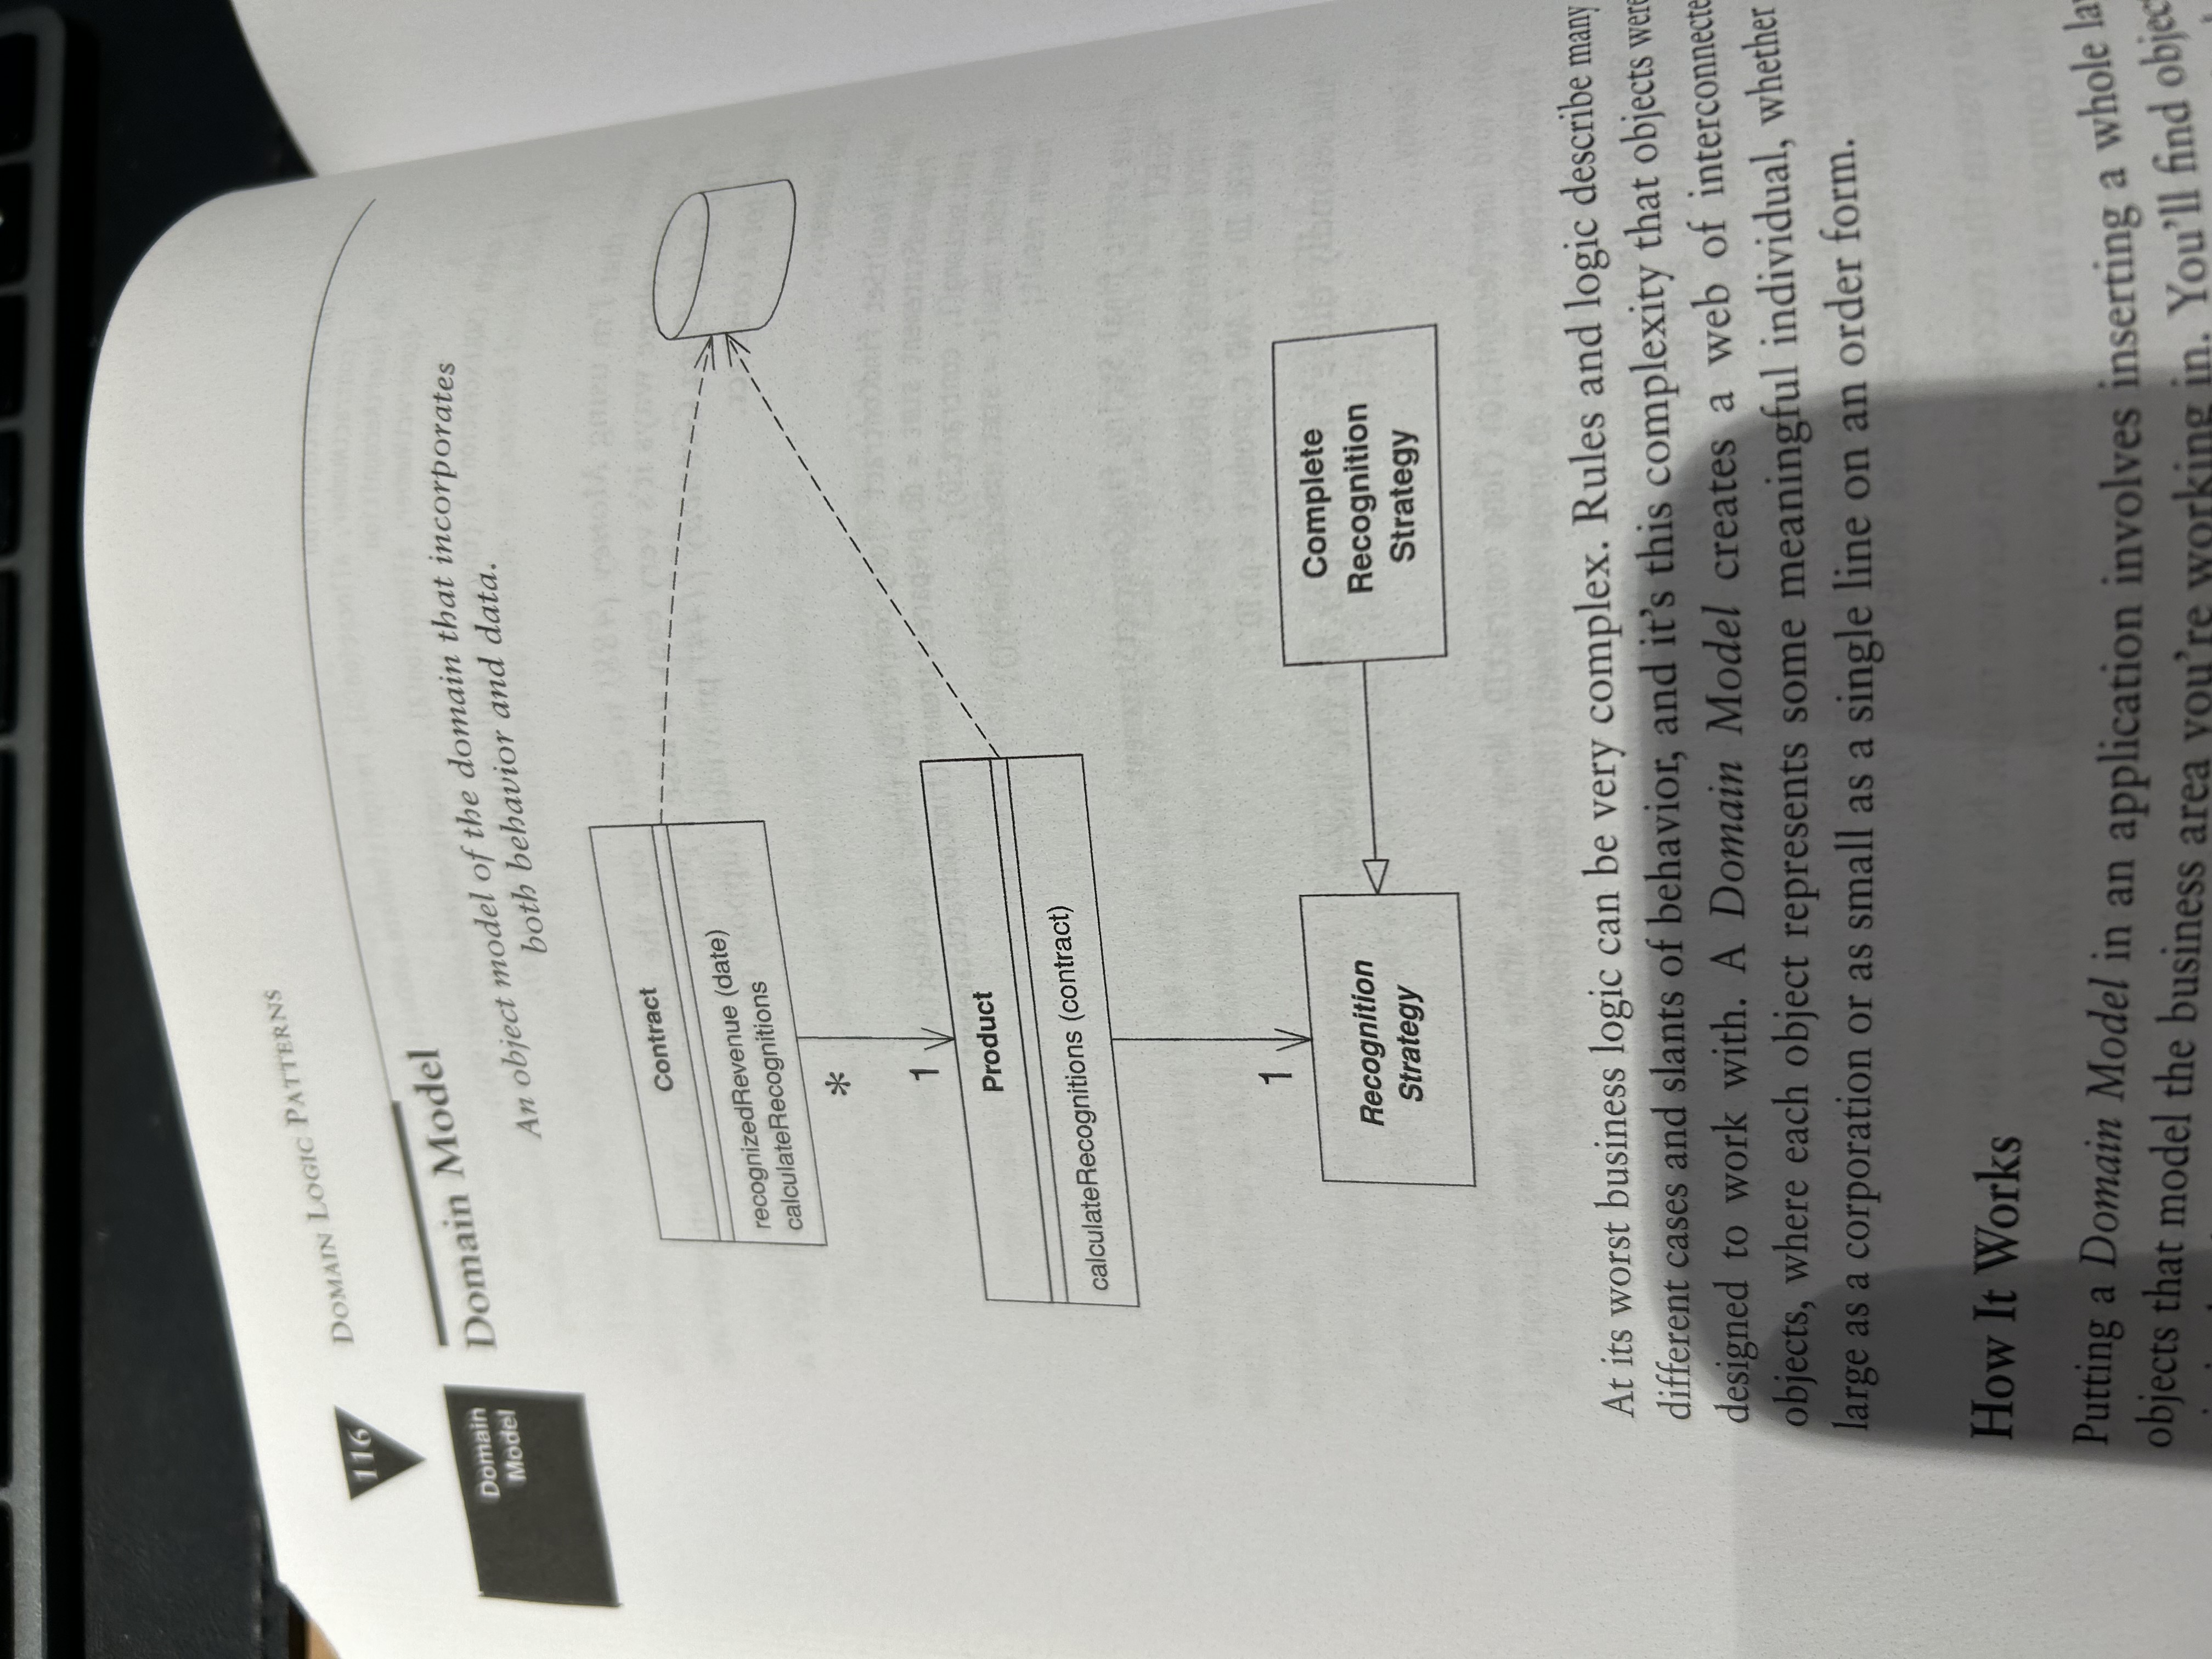 116
DOMAIN LOGIC PATTERNS
Domain
Model
Domain Model
An object model of the domain that incorporates
both behavior and data.
Contract
recognizedRevenue (date)
calculateRecognitions
*
1
Product
calculateRecognitions (contract)
1
Recognition
Strategy
Complete
Recognition
Strategy
At its worst business logic can be very complex. Rules and logic describe many
different cases and slants of behavior, and it's this complexity that objects were
designed to work with. A Domain Model creates a web of interconnecte
objects, where each object represents some meaningful individual, whether
large as a corporation or as small as a single line on an order form.
How It Works
Putting a Domain Model in an application involves inserting a whole la
objects that model the business area you're working in. You'll find objec